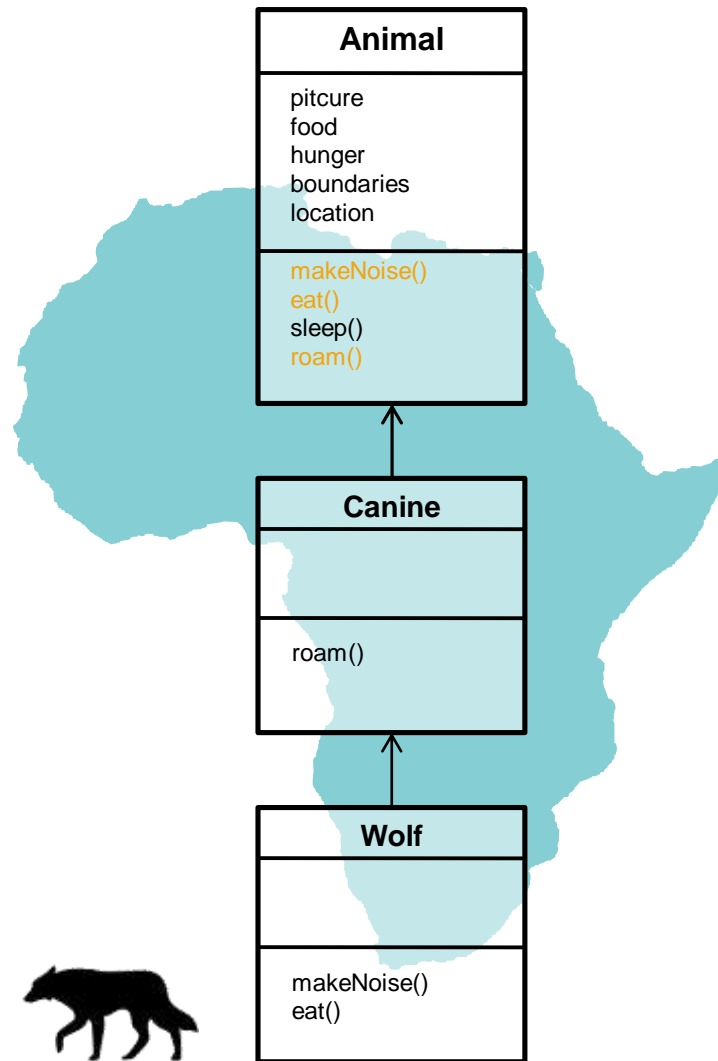 Animal
pitcure
food
hunger
boundaries
location
makeNoise()
eat()
sleep()
roam()
Canine
roam()
Wolf
makeNoise()
eat()